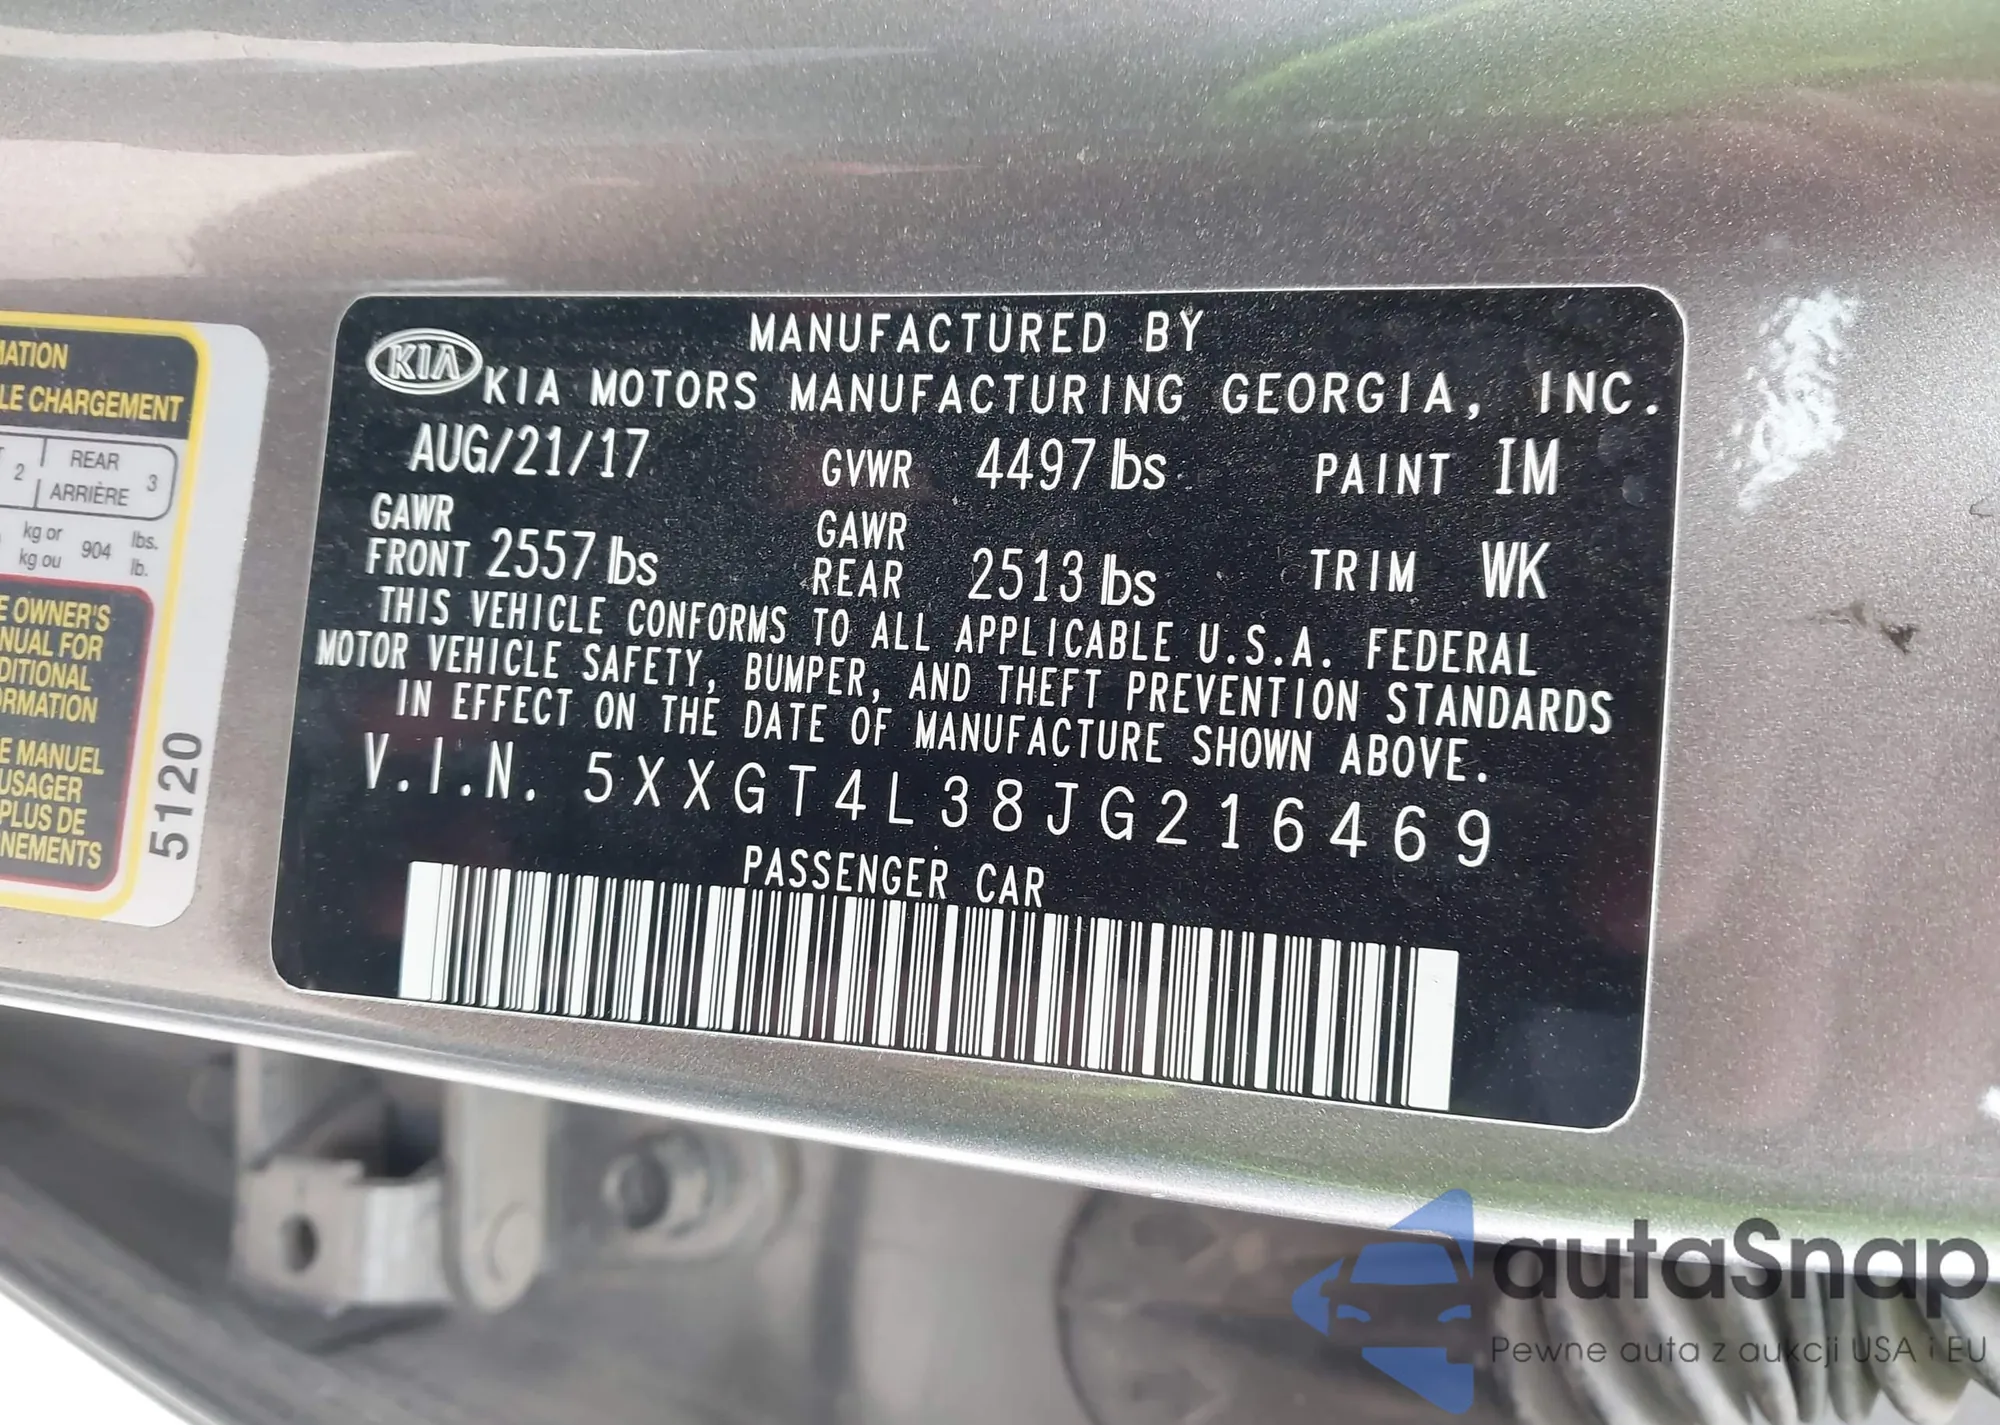 MATION
LE CHARGEMENT
2 REAR 3
ARRIÈRE
kg or 904 lbs.
kg ou lb.
E OWNER'S
NUAL FOR
DITIONAL
ORMATION
E MANUEL
USAGER
PLUS DE
NEMENTS
5120
MANUFACTURED BY
KIA KIA MOTORS MANUFACTURING GEORGIA, INC.
AUG/21/17 GVWR 4497 lbs PAINT IM
GAWR FRONT 2557 lbs GAWR REAR 2513 lbs TRIM WK
THIS VEHICLE CONFORMS TO ALL APPLICABLE U.S.A. FEDERAL
MOTOR VEHICLE SAFETY, BUMPER, AND THEFT PREVENTION STANDARDS
IN EFFECT ON THE DATE OF MANUFACTURE SHOWN ABOVE.
V.I.N. 5XXGT4L38JG216469
PASSENGER CAR
autaSnap
Pewne auta z aukcji USA i EU